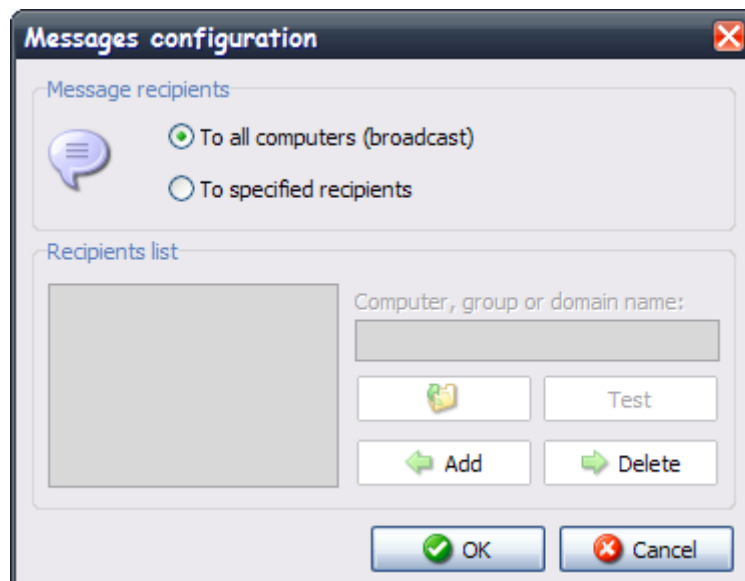 Messages configuration
Message recipients
To all computers (broadcast)
To specified recipients
Recipients list
Computer, group or domain name:
Test
Add
Delete
OK
Cancel